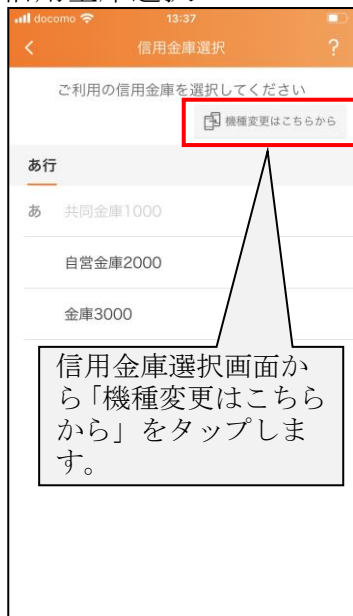 docomo 13:37
信用金庫選択 ?
ご利用の信用金庫を選択してください
機種変更はこちらから
あ行
あ 共同金庫1000
自営金庫2000
金庫3000
信用金庫選択画面か
ら「機種変更はこちら
から」をタップしま
す。